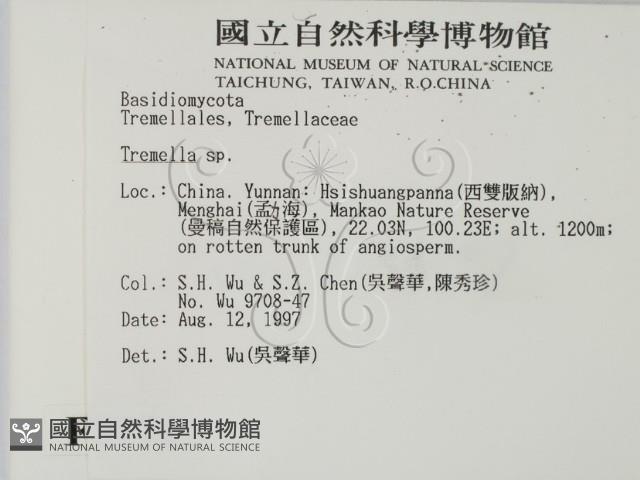 國立自然科學博物館
NATIONAL MUSEUM OF NATURAL SCIENCE
TAICHUNG, TAIWAN, R.O.CHINA
Basidiomycota
Tremellales, Tremellaceae
Tremella sp.
Loc.: China. Yunnan: Hsishuangpanna(西雙版納),
Menghai(孟力海), Mankao Nature Reserve
(曼稿自然保護區), 22.03N, 100.23E; alt. 1200m;
on rotten trunk of angiosperm.
Col.: S.H. Wu & S.Z. Chen(吳聲華,陳秀珍)
No. Wu 9708-47
Date: Aug. 12, 1997
Det.: S.H. Wu(吳聲華)
F
國立自然科學博物館
NATIONAL MUSEUM OF NATURAL SCIENCE